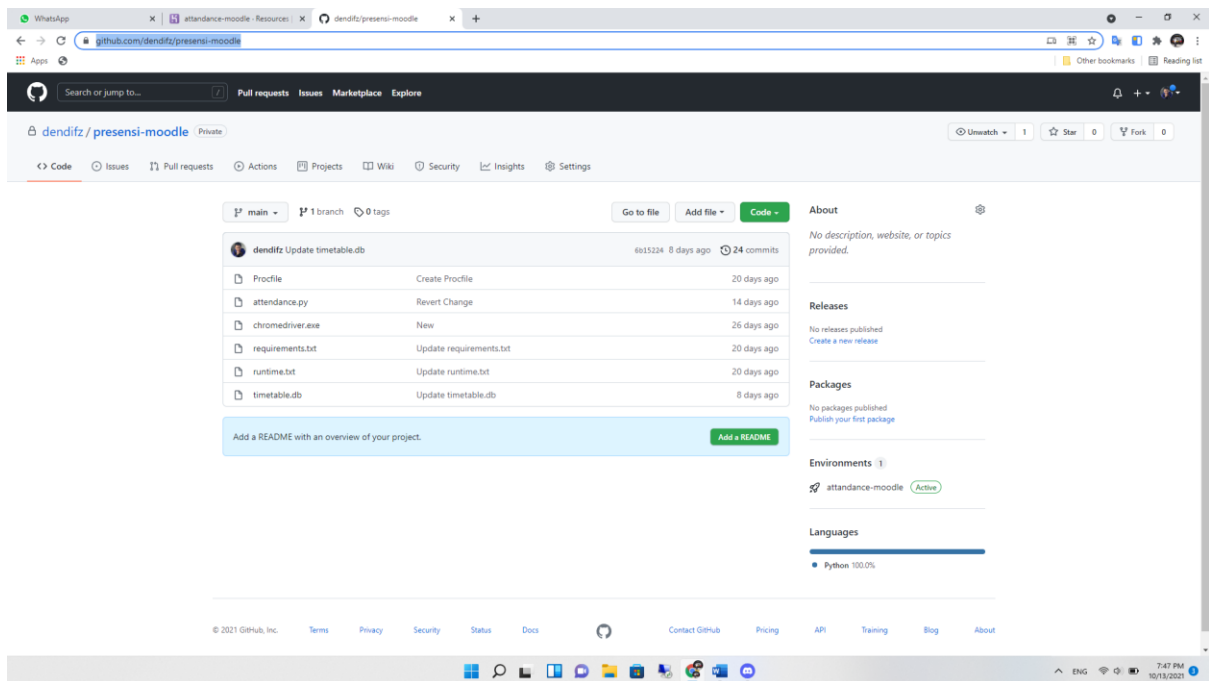 WhatsApp
attandance-moodle · Resources |
dendifz/presensi-moodle
github.com/dendifz/presensi-moodle
Apps
Other bookmarks
Reading list
Search or jump to...
/
Pull requests Issues Marketplace Explore
dendifz / presensi-moodle Private
Unwatch 1
Star 0
Fork 0
Code Issues Pull requests Actions Projects Wiki Security Insights Settings
main 1 branch 0 tags
Go to file Add file Code
dendifz Update timetable.db 6b15224 8 days ago 24 commits
Procfile Create Procfile 20 days ago
attendance.py Revert Change 14 days ago
chromedriver.exe New 26 days ago
requirements.txt Update requirements.txt 20 days ago
runtime.txt Update runtime.txt 20 days ago
timetable.db Update timetable.db 8 days ago
Add a README with an overview of your project. Add a README
About
No description, website, or topics
provided.
Releases
No releases published
Create a new release
Packages
No packages published
Publish your first package
Environments 1
attandance-moodle Active
Languages
Python 100.0%
© 2021 GitHub, Inc. Terms Privacy Security Status Docs Contact GitHub Pricing API Training Blog About
ENG
7:47 PM
10/13/2021
3